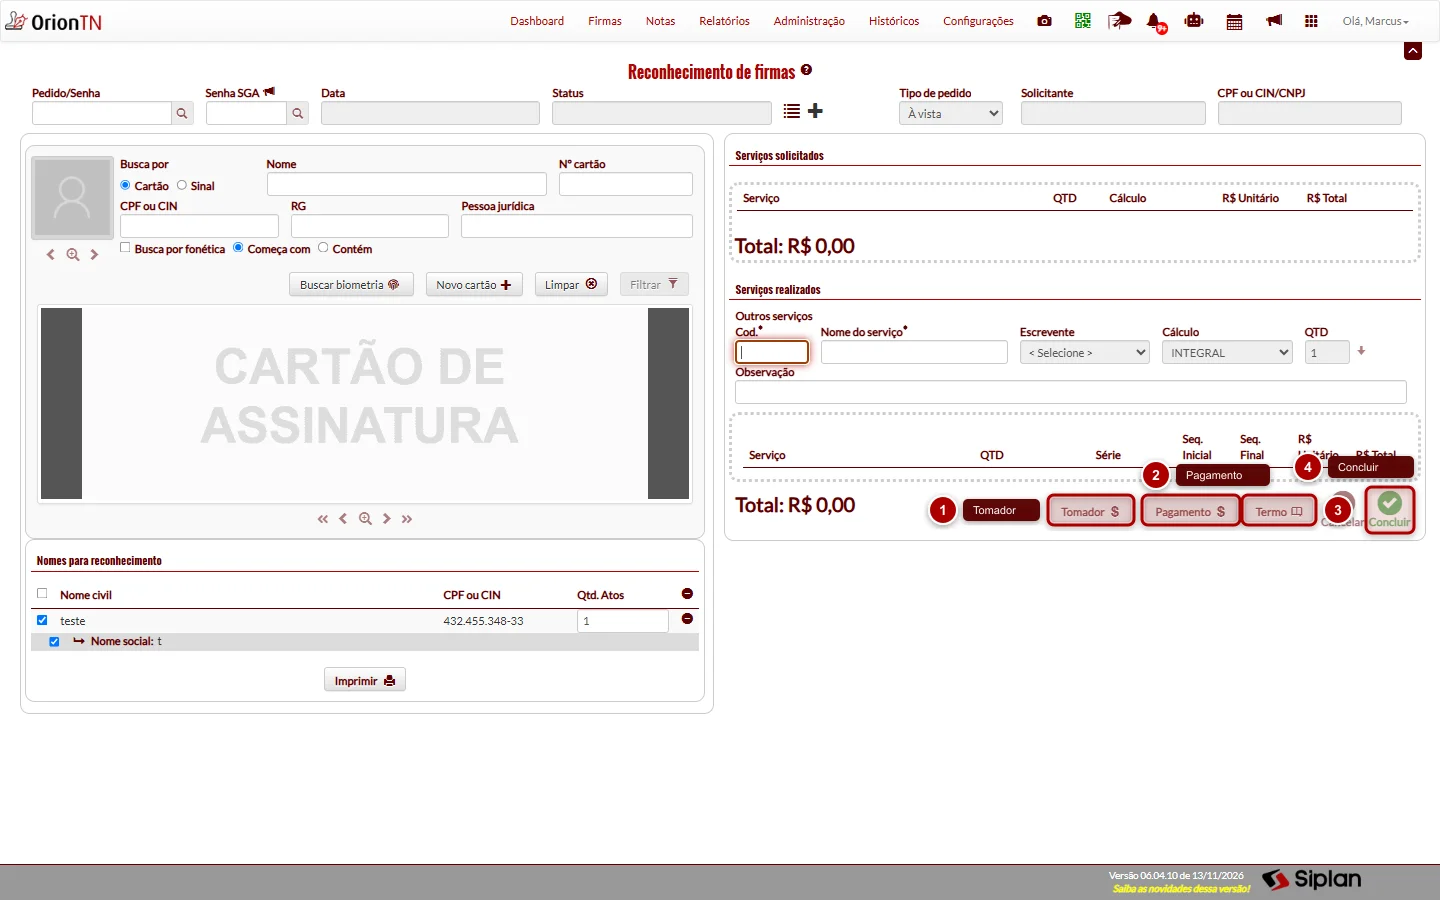 OrionTN
Dashboard Firmas Notas Relatórios Administração Históricos Configurações 9+ Olá, Marcus
Reconhecimento de firmas ?
Pedido/Senha Senha SGA Data Status Tipo de pedido Solicitante CPF ou CIN/CNPJ
À vista
Busca por Nome Nº cartão
Cartão Sinal
CPF ou CIN RG Pessoa jurídica
Busca por fonética Começa com Contém
Buscar biometria Novo cartão Limpar Filtrar
CARTÃO DE
ASSINATURA
Nomes para reconhecimento
Nome civil CPF ou CIN Qtd. Atos
teste 432.455.348-33 1
Nome social: t
Imprimir
Serviços solicitados
Serviço QTD Cálculo R$ Unitário R$ Total
Total: R$ 0,00
Serviços realizados
Outros serviços
Cod.* Nome do serviço* Escrevente Cálculo QTD
< Selecione > INTEGRAL 1
Observação
Serviço QTD Série Seq. Inicial Seq. Final R$ Unitário R$ Total
2 Pagamento 4 Concluir
Total: R$ 0,00 1 Tomador Tomador $ Pagamento $ Termo 3 Cancelar Concluir
Versão 06.04.10 de 13/11/2026
Saiba as novidades dessa versão!
Siplan